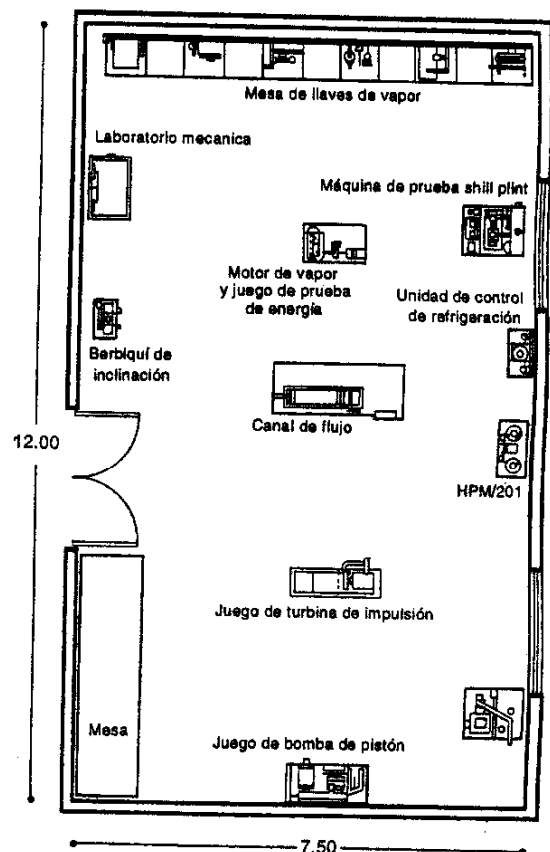 Mesa de llaves de vapor
Laboratorio mecanica
Máquina de prueba shill plint
Motor de vapor
y juego de prueba
de energía
Unidad de control
de refrigeración
Berbiquí de
inclinación
Canal de flujo
12.00
HPM/201
Juego de turbina de impulsión
Mesa
Juego de bomba de pistón
7.50